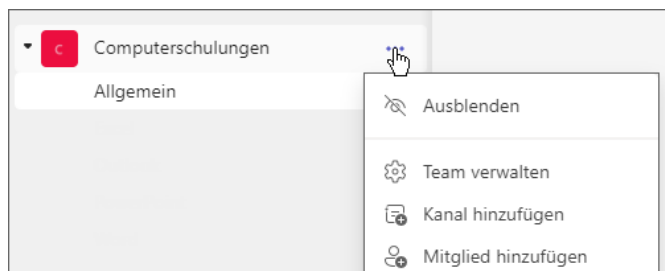 C Computerschulungen ...
Allgemein
Ausblenden
Team verwalten
Kanal hinzufügen
Mitglied hinzufügen